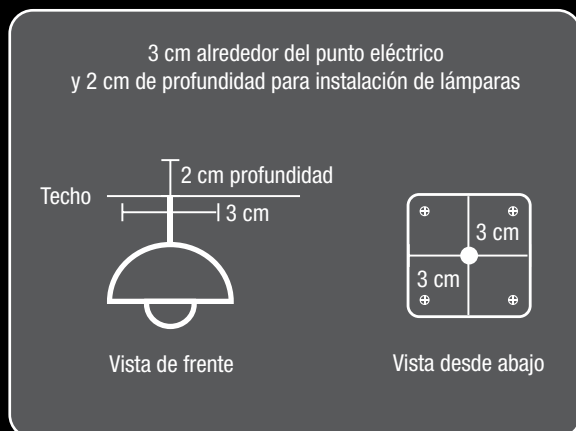 3 cm alrededor del punto eléctrico
y 2 cm de profundidad para instalación de lámparas
2 cm profundidad
Techo
3 cm
3 cm
3 cm
Vista de frente
Vista desde abajo